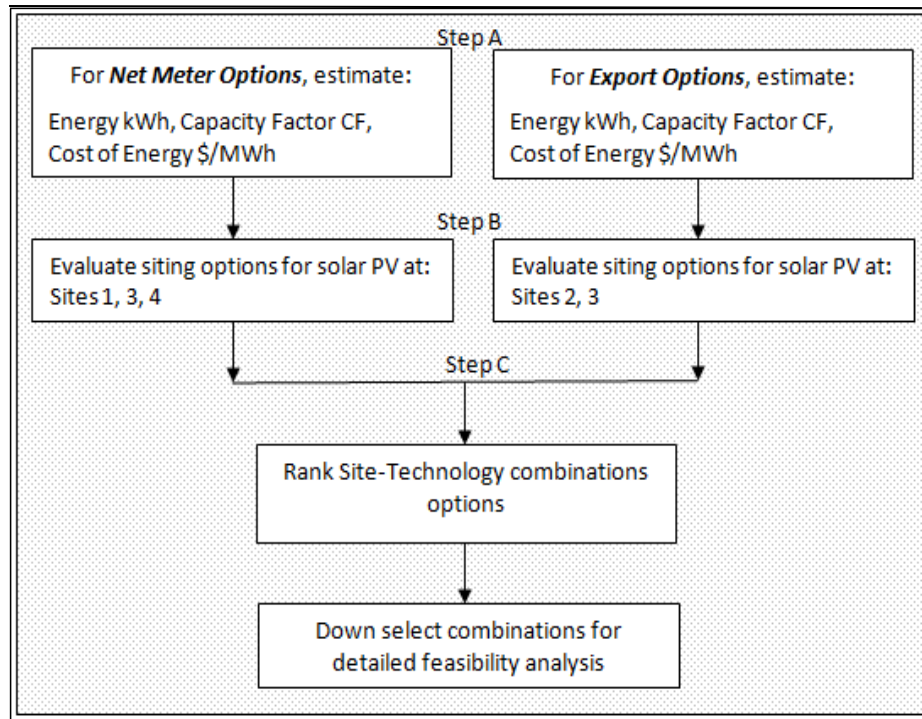 Step A
For Net Meter Options, estimate:
Energy kWh, Capacity Factor CF,
Cost of Energy $/MWh
For Export Options, estimate:
Energy kWh, Capacity Factor CF,
Cost of Energy $/MWh
Step B
Evaluate siting options for solar PV at:
Sites 1, 3, 4
Evaluate siting options for solar PV at:
Sites 2, 3
Step C
Rank Site-Technology combinations
options
Down select combinations for
detailed feasibility analysis